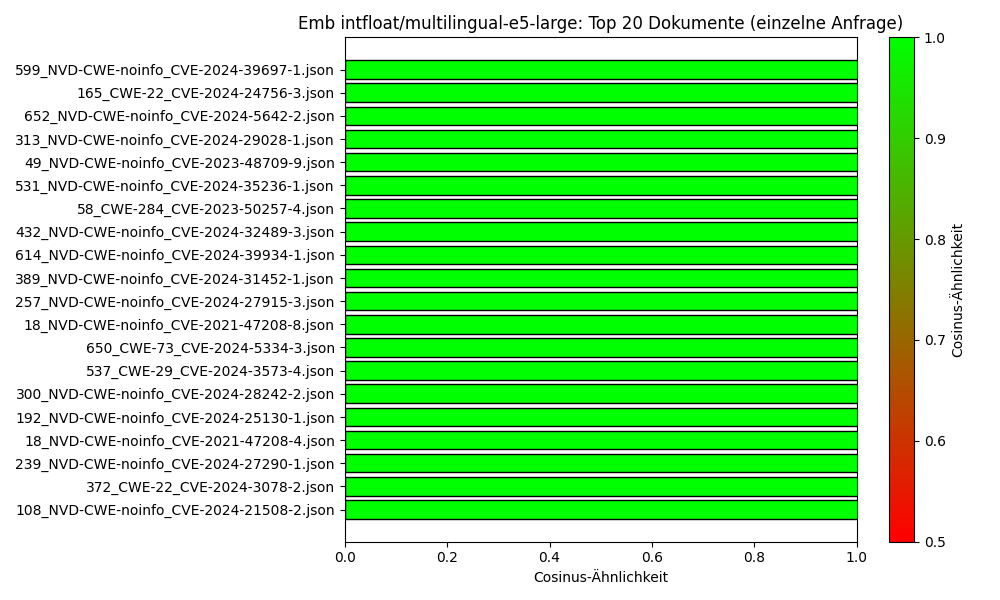 Emb intfloat/multilingual-e5-large: Top 20 Dokumente (einzelne Anfrage)
599_NVD-CWE-noinfo_CVE-2024-39697-1.json
165_CWE-22_CVE-2024-24756-3.json
652_NVD-CWE-noinfo_CVE-2024-5642-2.json
313_NVD-CWE-noinfo_CVE-2024-29028-1.json
49_NVD-CWE-noinfo_CVE-2023-48709-9.json
531_NVD-CWE-noinfo_CVE-2024-35236-1.json
58_CWE-284_CVE-2023-50257-4.json
432_NVD-CWE-noinfo_CVE-2024-32489-3.json
614_NVD-CWE-noinfo_CVE-2024-39934-1.json
389_NVD-CWE-noinfo_CVE-2024-31452-1.json
257_NVD-CWE-noinfo_CVE-2024-27915-3.json
18_NVD-CWE-noinfo_CVE-2021-47208-8.json
650_CWE-73_CVE-2024-5334-3.json
537_CWE-29_CVE-2024-3573-4.json
300_NVD-CWE-noinfo_CVE-2024-28242-2.json
192_NVD-CWE-noinfo_CVE-2024-25130-1.json
18_NVD-CWE-noinfo_CVE-2021-47208-4.json
239_NVD-CWE-noinfo_CVE-2024-27290-1.json
372_CWE-22_CVE-2024-3078-2.json
108_NVD-CWE-noinfo_CVE-2024-21508-2.json
0.0 0.2 0.4 0.6 0.8 1.0
Cosinus-Ähnlichkeit
1.0
0.9
0.8
0.7
0.6
0.5
Cosinus-Ähnlichkeit